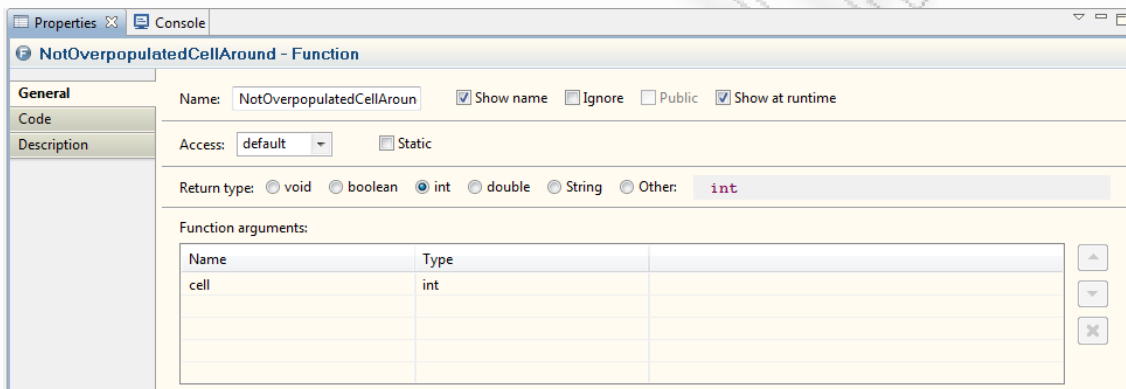 Properties Console
NotOverpopulatedCellAround - Function
General
Code
Description
Name: NotOverpopulatedCellAroun Show name Ignore Public Show at runtime
Access: default Static
Return type: void boolean int double String Other: int
Function arguments:
Name Type
cell int